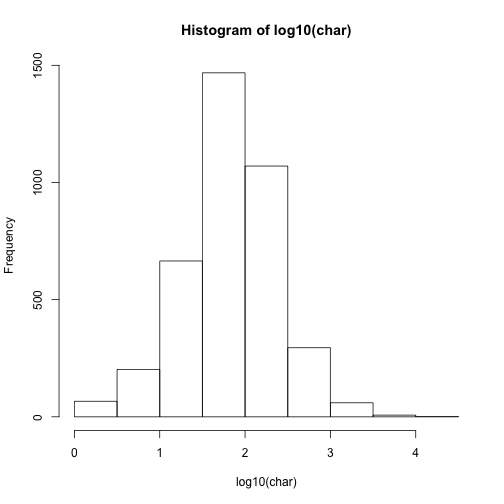 Histogram of log10(char)
1500
1000
500
0
Frequency
0 1 2 3 4
log10(char)